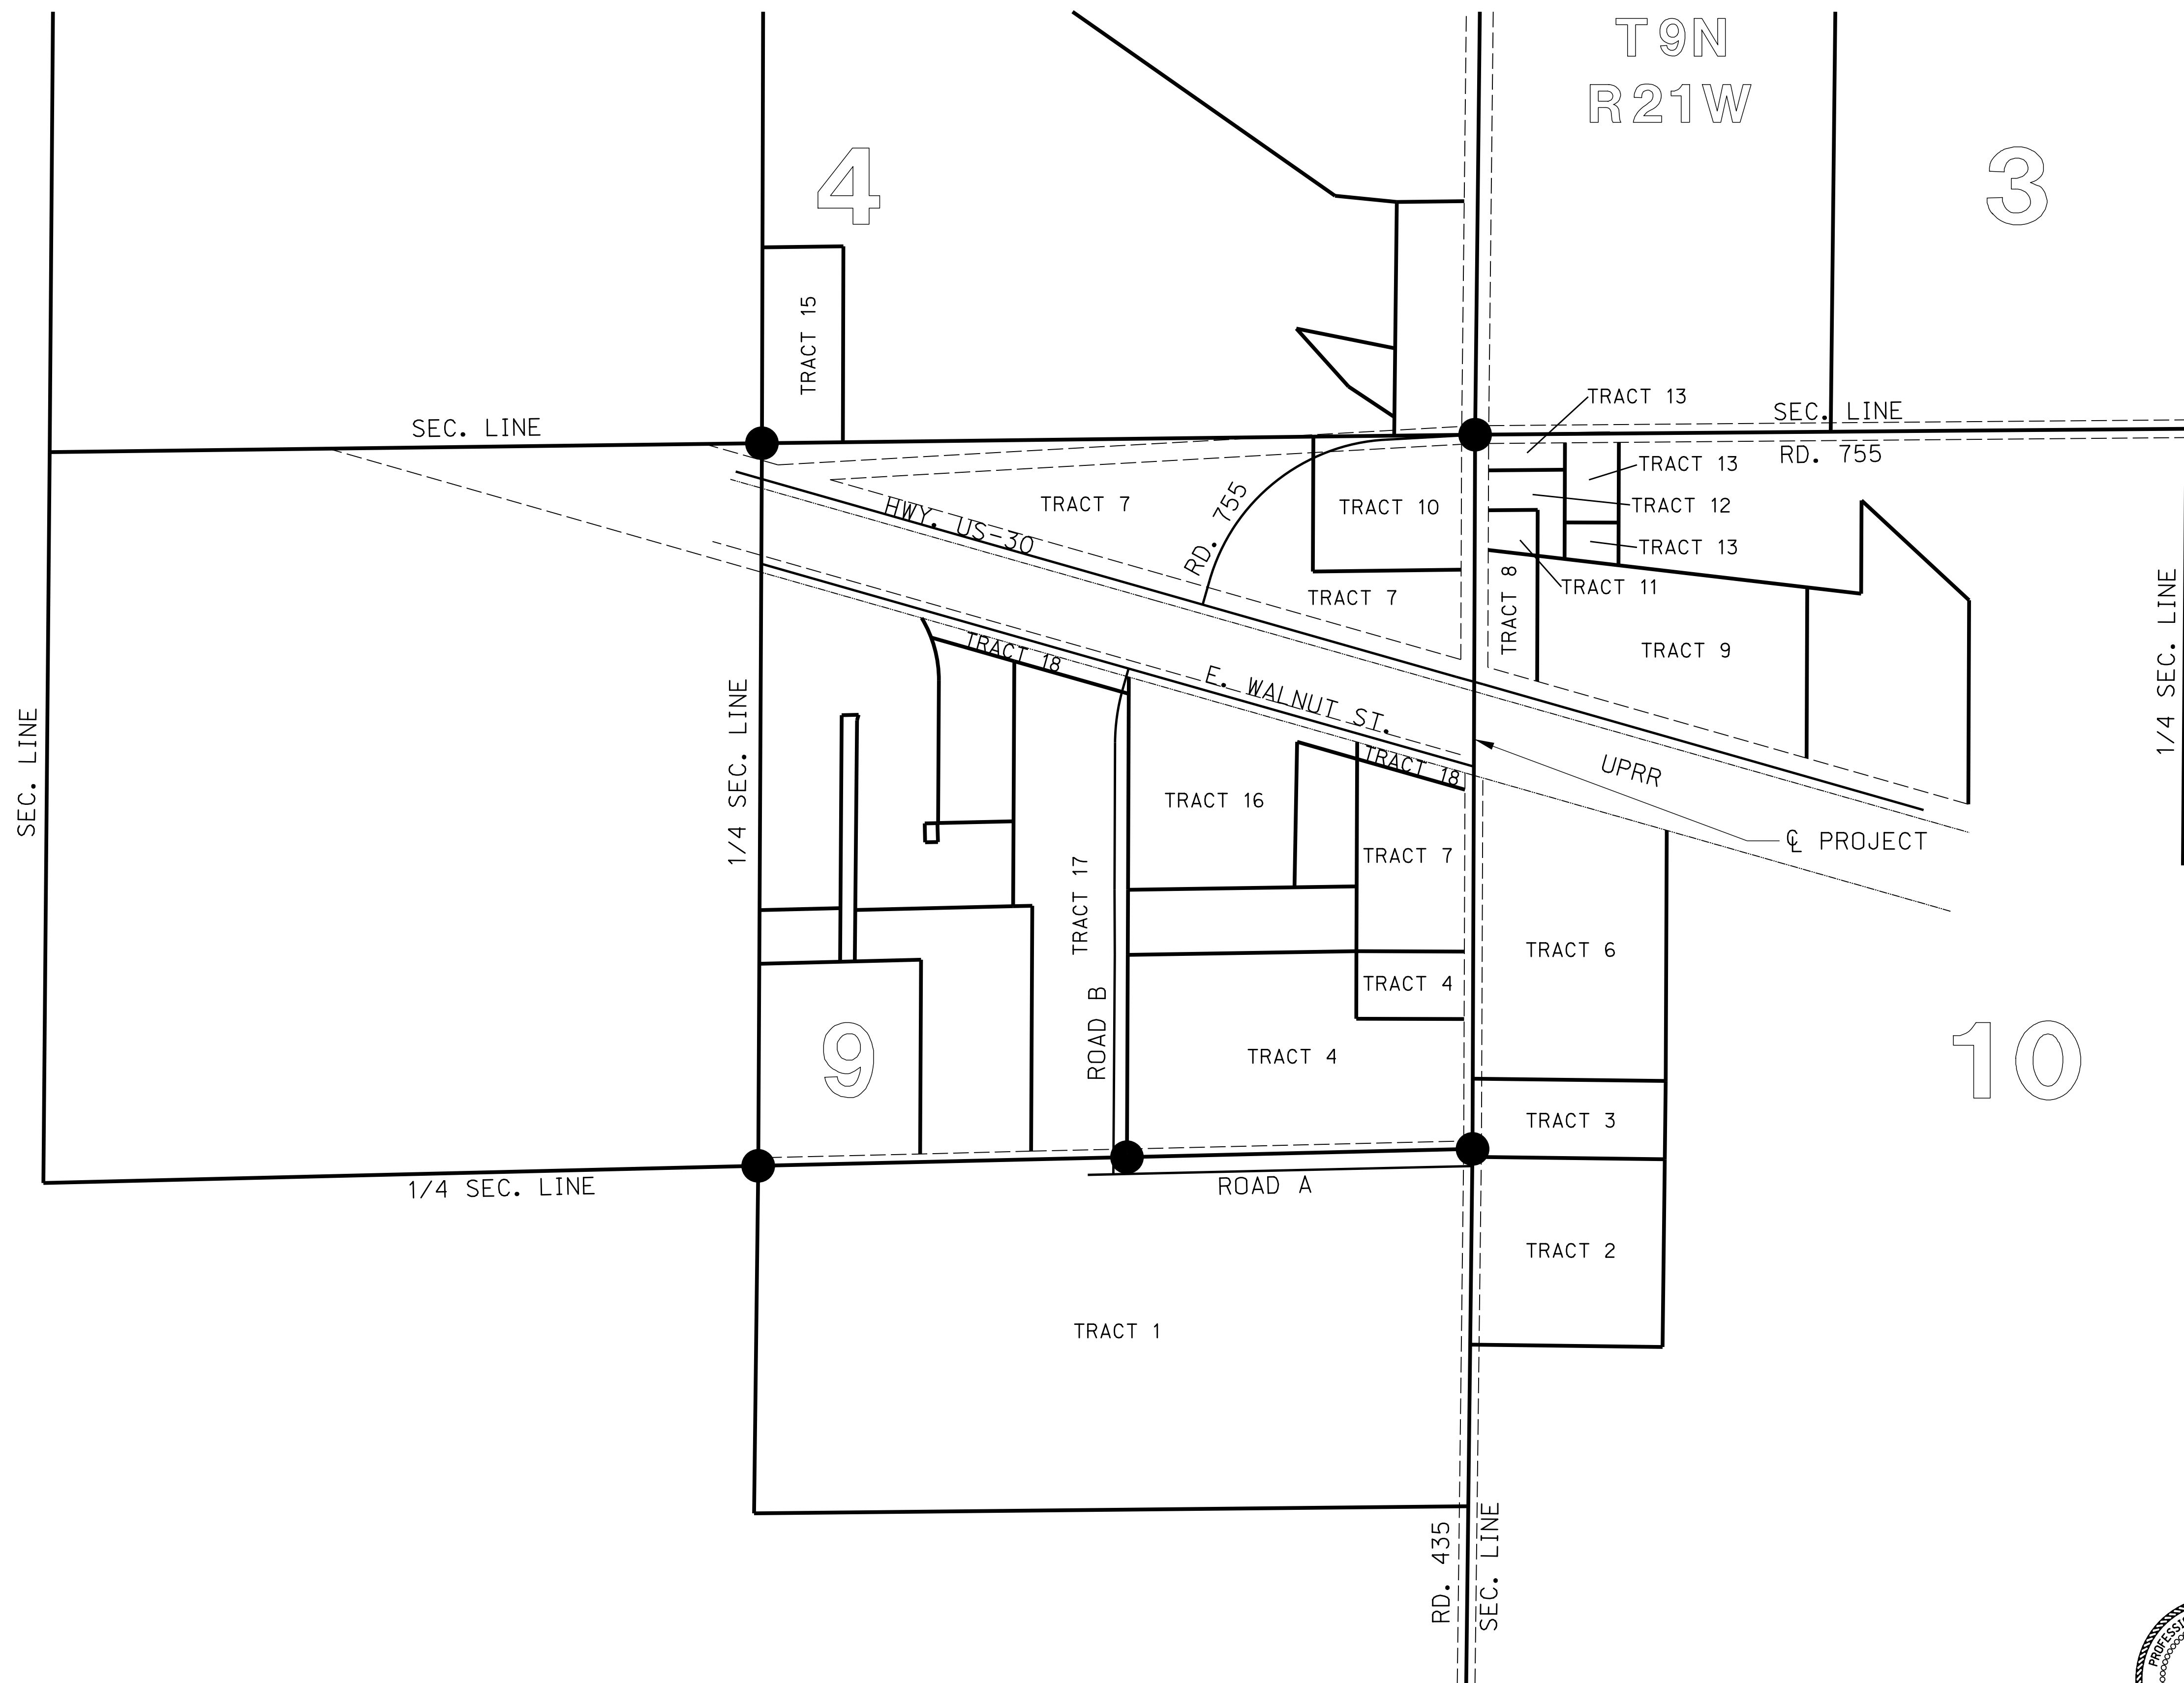 T 9N
R 21W
4
3
TRACT 15
TRACT 13
SEC. LINE
SEC. LINE
RD. 755
TRACT 13
TRACT 7
HWY. US-30
RD. 755
TRACT 10
TRACT 12
TRACT 13
TRACT 11
TRACT 7
TRACT 8
TRACT 9
1/4 SEC. LINE
TRACT 18
E. WALNUT ST.
SEC. LINE
1/4 SEC. LINE
TRACT 18
UPRR
TRACT 16
℄ PROJECT
TRACT 7
TRACT 17
TRACT 6
TRACT 4
ROAD B
9
TRACT 4
10
TRACT 3
1/4 SEC. LINE
ROAD A
TRACT 2
TRACT 1
RD. 435
SEC. LINE